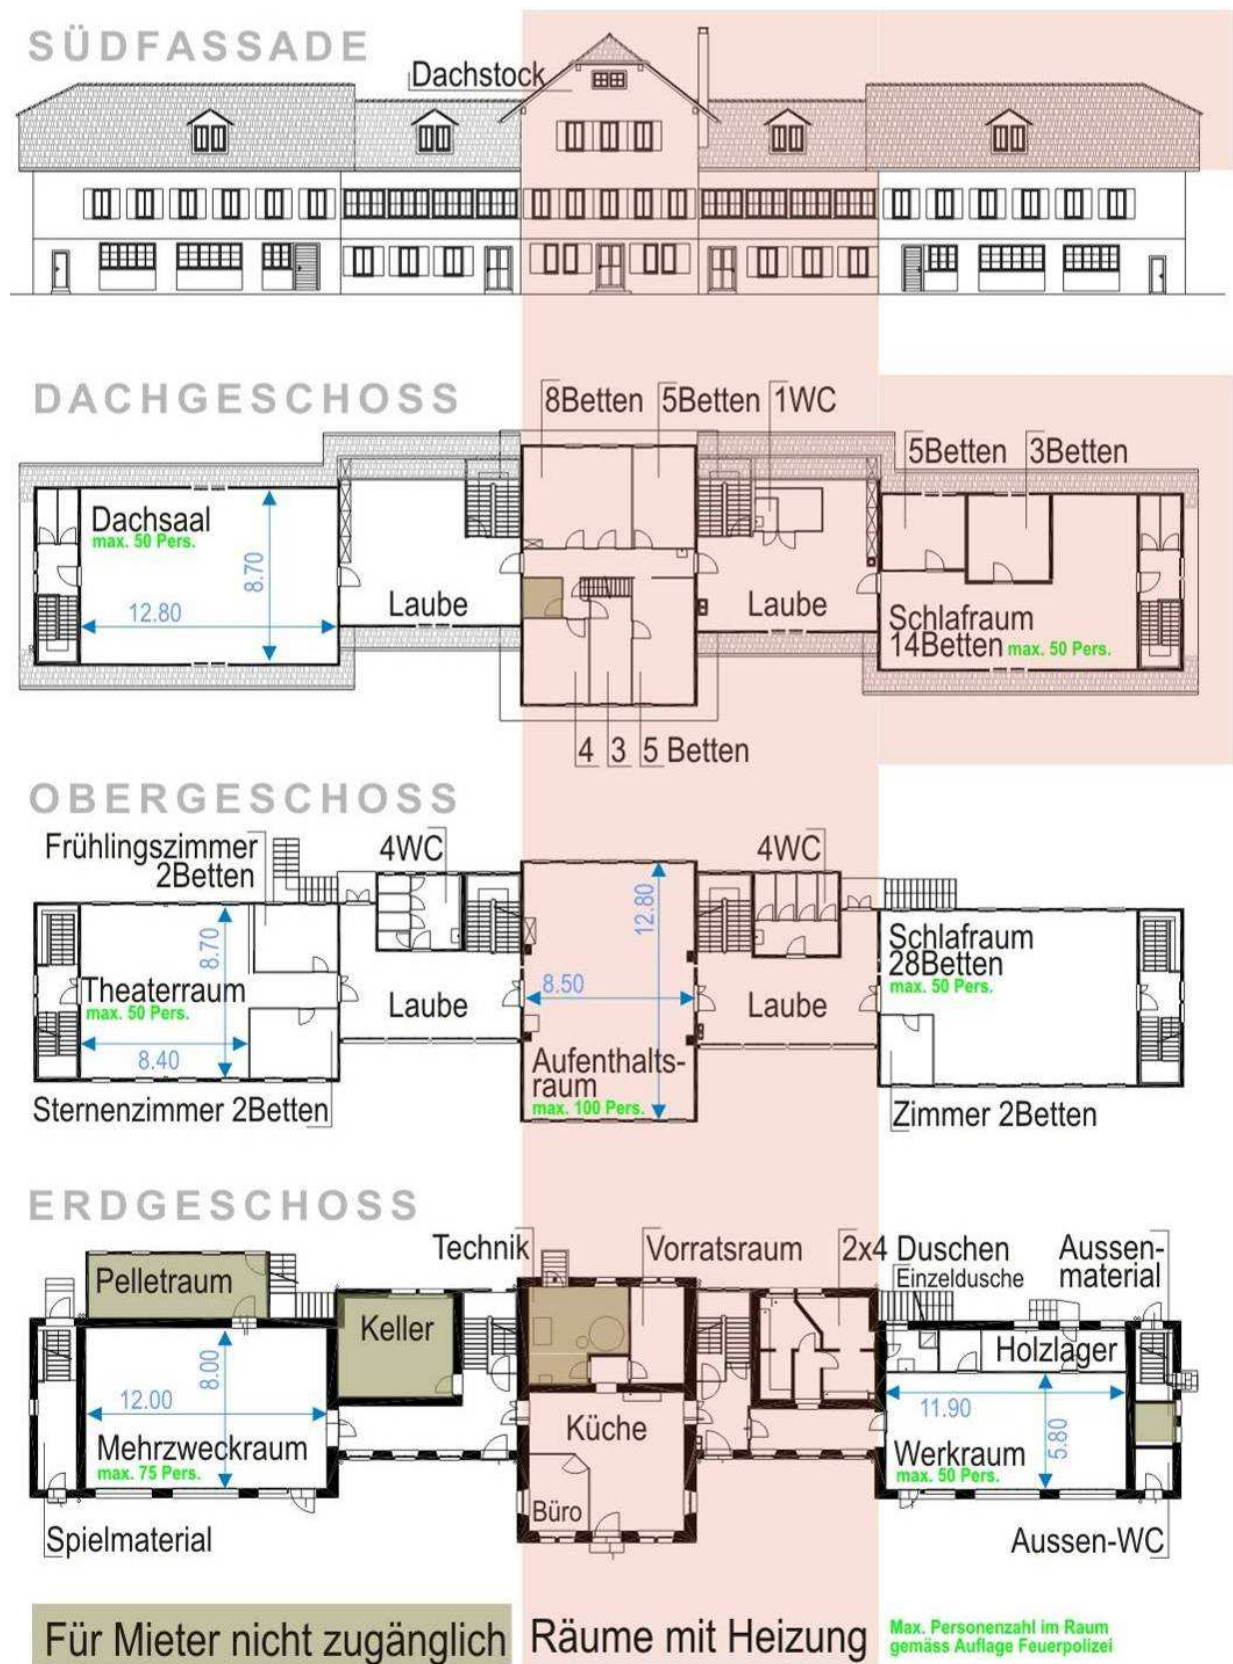 SÜDFASSADE
Dachstock
DACHGESCHOSS
8Betten
5Betten
1WC
5Betten
3Betten
Dachsaal
max. 50 Pers.
8.70
12.80
Laube
Laube
Schlafraum
14Betten max. 50 Pers.
4
3
5 Betten
OBERGESCHOSS
Frühlingszimmer
2Betten
4WC
4WC
8.70
Theaterraum
max. 50 Pers.
8.40
Laube
12.80
8.50
Aufenthalts-
raum
max. 100 Pers.
Laube
Schlafraum
28Betten
max. 50 Pers.
Sternenzimmer 2Betten
Zimmer 2Betten
ERDGESCHOSS
Technik
Vorratsraum
2x4 Duschen
Einzeldusche
Aussen-
material
Pelletraum
Keller
Holzlager
8.00
12.00
Mehrzweckraum
max. 75 Pers.
Küche
Büro
11.90
5.80
Werkraum
max. 50 Pers.
Spielmaterial
Aussen-WC
Für Mieter nicht zugänglich
Räume mit Heizung
Max. Personenzahl im Raum
gemäss Auflage Feuerpolizei